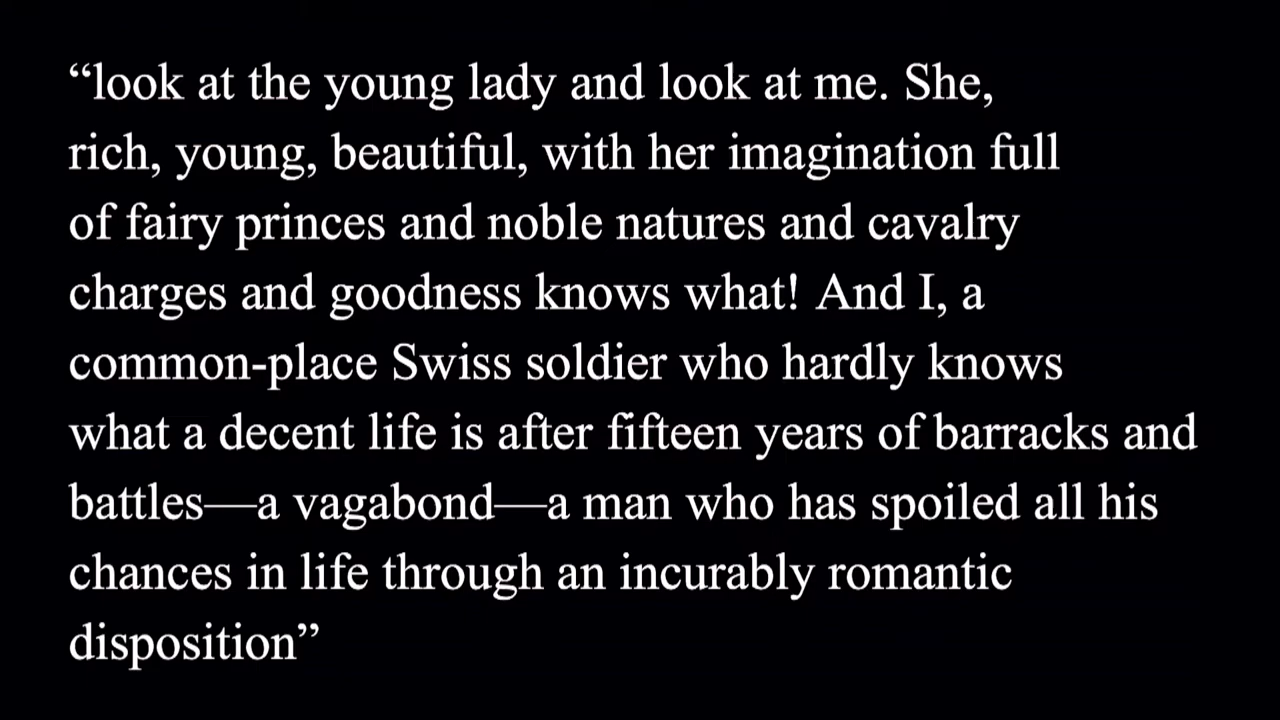 “look at the young lady and look at me. She,
rich, young, beautiful, with her imagination full
of fairy princes and noble natures and cavalry
charges and goodness knows what! And I, a
common-place Swiss soldier who hardly knows
what a decent life is after fifteen years of barracks and
battles—a vagabond—a man who has spoiled all his
chances in life through an incurably romantic
disposition”